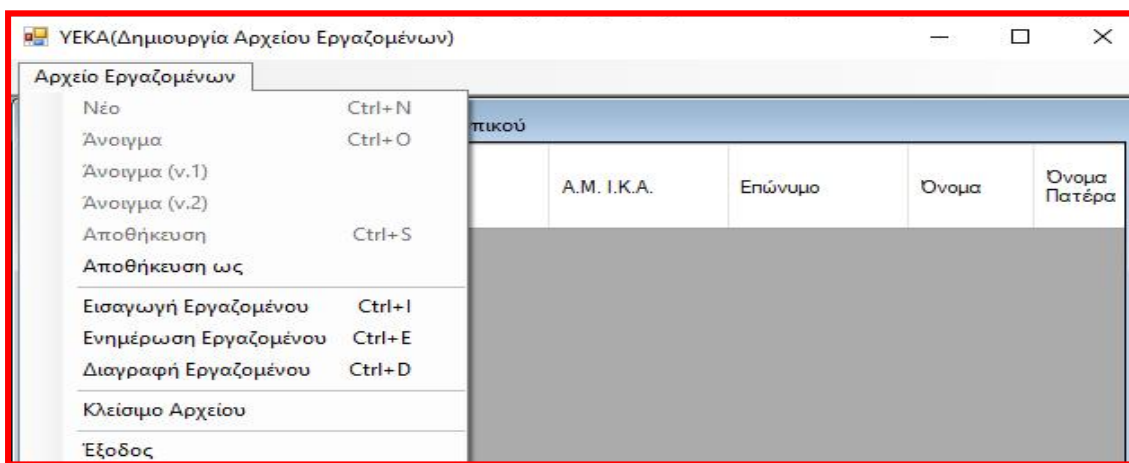 ΥΕΚΑ(Δημιουργία Αρχείου Εργαζομένων)
Αρχείο Εργαζομένων
Νέο Ctrl+N
Άνοιγμα Ctrl+O
Άνοιγμα (v.1)
Άνοιγμα (v.2)
Αποθήκευση Ctrl+S
Αποθήκευση ως
Εισαγωγή Εργαζομένου Ctrl+I
Ενημέρωση Εργαζομένου Ctrl+E
Διαγραφή Εργαζομένου Ctrl+D
Κλείσιμο Αρχείου
Έξοδος
πικού
Α.Μ. Ι.Κ.Α. Επώνυμο Όνομα Όνομα
Πατέρα